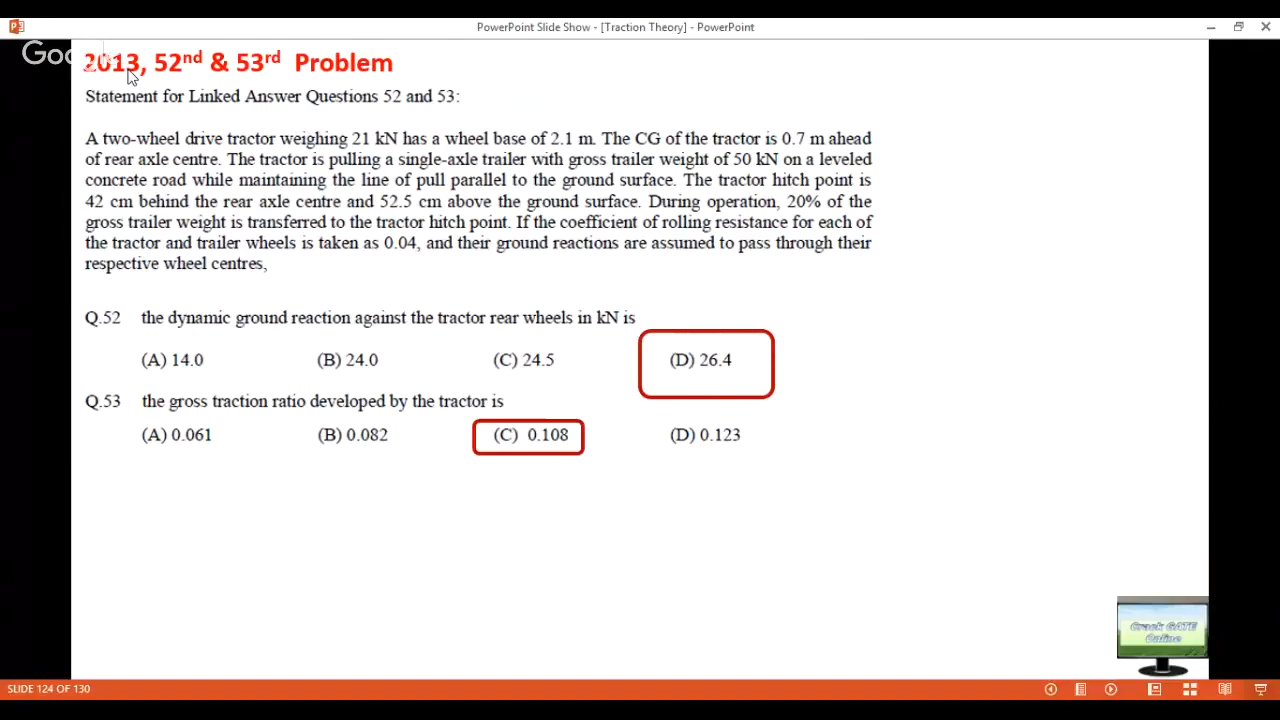 PowerPoint Slide Show - [Traction Theory] - PowerPoint
2013, 52nd & 53rd Problem
Statement for Linked Answer Questions 52 and 53:
A two-wheel drive tractor weighing 21 kN has a wheel base of 2.1 m. The CG of the tractor is 0.7 m ahead
of rear axle centre. The tractor is pulling a single-axle trailer with gross trailer weight of 50 kN on a leveled
concrete road while maintaining the line of pull parallel to the ground surface. The tractor hitch point is
42 cm behind the rear axle centre and 52.5 cm above the ground surface. During operation, 20% of the
gross trailer weight is transferred to the tractor hitch point. If the coefficient of rolling resistance for each of
the tractor and trailer wheels is taken as 0.04, and their ground reactions are assumed to pass through their
respective wheel centres,
Q.52 the dynamic ground reaction against the tractor rear wheels in kN is
(A) 14.0 (B) 24.0 (C) 24.5 (D) 26.4
Q.53 the gross traction ratio developed by the tractor is
(A) 0.061 (B) 0.082 (C) 0.108 (D) 0.123
Crack GATE
Online
SLIDE 124 OF 130